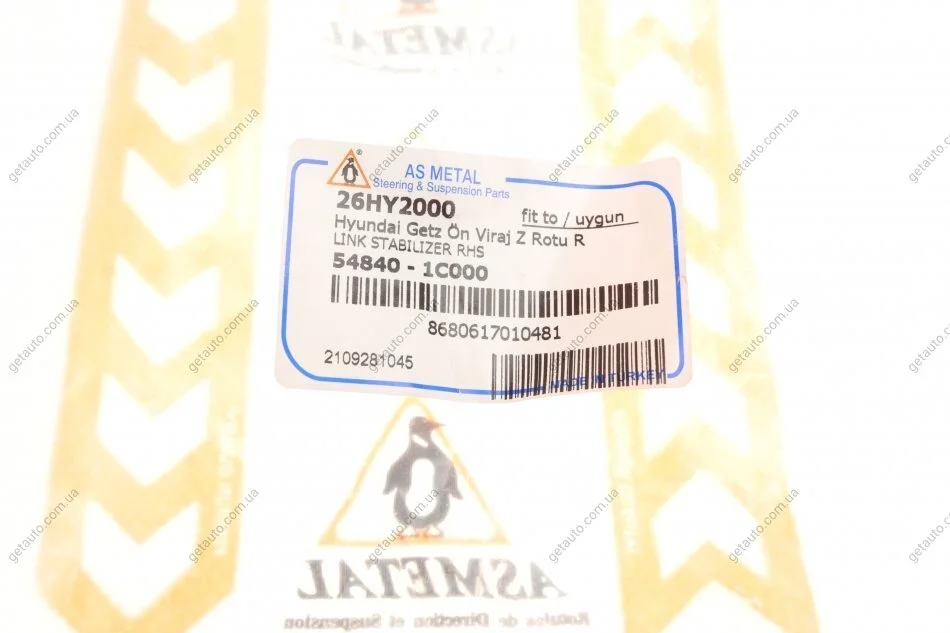 ASMETAL
AS METAL
Steering & Suspension Parts
26HY2000
fit to / uygun
Hyundai Getz Ön Viraj Z Rotu R
LINK STABILIZER RHS
54840 - 1C000
8680617010481
2109281045
MADE IN TURKEY
ASMETAL
Rotules de Direction et Suspension
getauto.com.ua